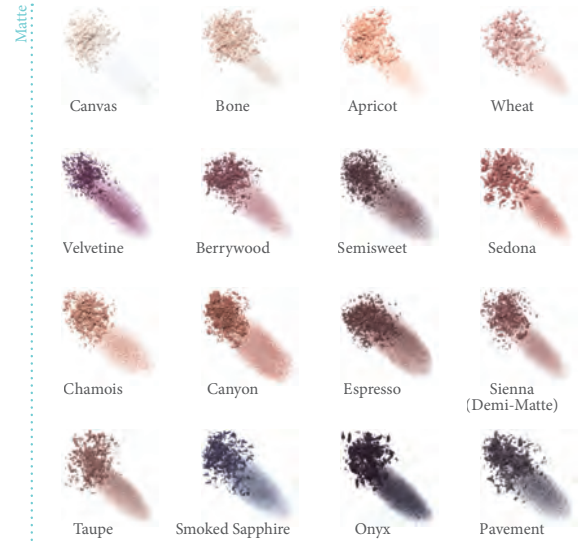 Matte
Canvas
Bone
Apricot
Wheat
Velvetine
Berrywood
Semisweet
Sedona
Chamois
Canyon
Espresso
Sienna
(Demi-Matte)
Taupe
Smoked Sapphire
Onyx
Pavement